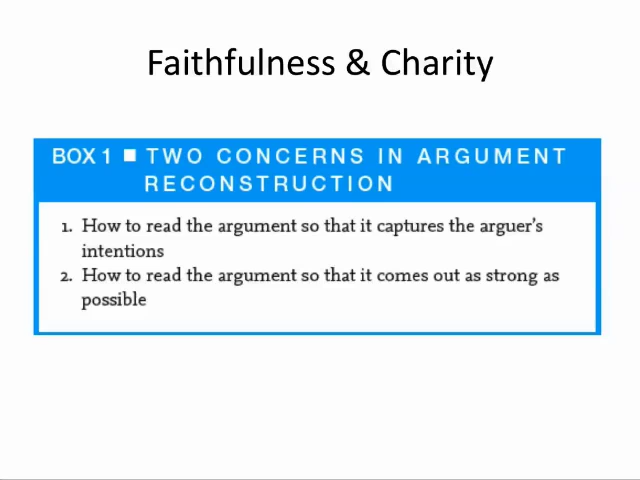 Faithfulness & Charity
BOX 1 ■ TWO CONCERNS IN ARGUMENT
RECONSTRUCTION
1. How to read the argument so that it captures the arguer's
intentions
2. How to read the argument so that it comes out as strong as
possible